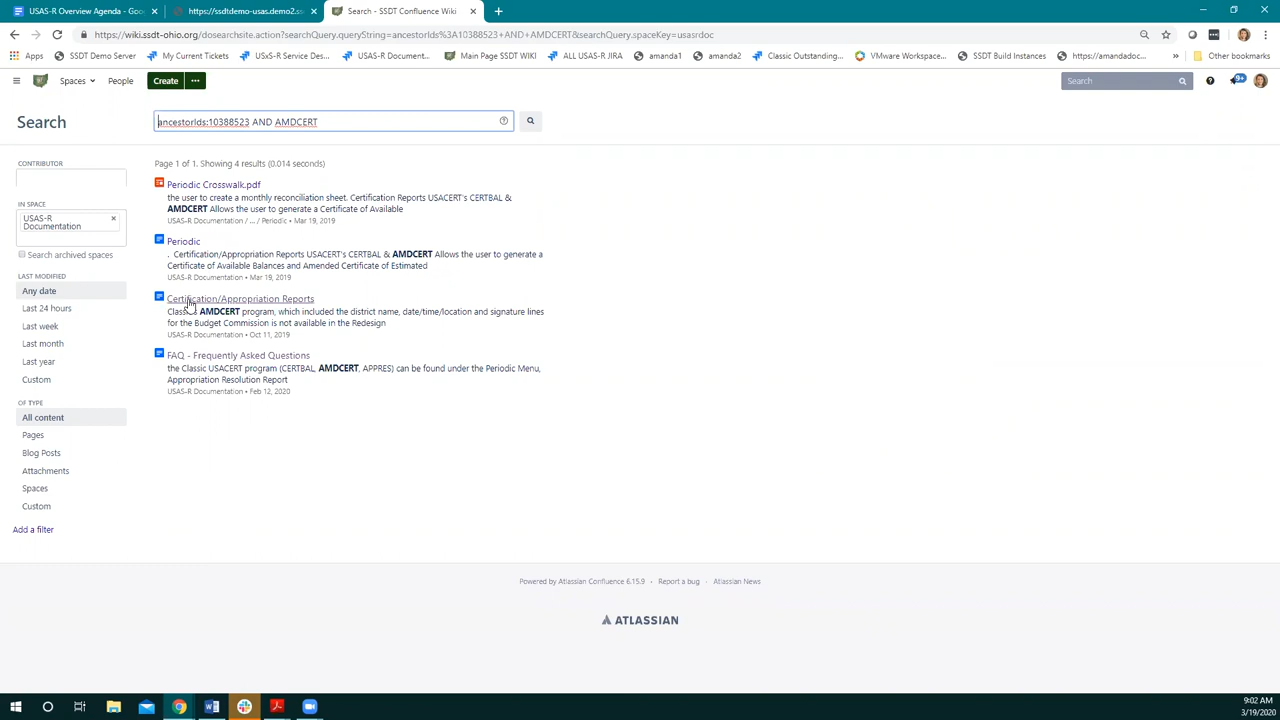 USAS-R Overview Agenda - Goo
https://ssdtdemo-usas.demo2.ss
Search - SSDT Confluence Wiki
https://wiki.ssdt-ohio.org/dosearchsite.action?searchQuery.queryString=ancestorIds%3A10388523+AND+AMDCERT&searchQuery.spaceKey=usasrdoc
Apps
SSDT Demo Server
My Current Tickets
USxS-R Service Des...
USAS-R Document...
amanda1
Main Page SSDT WIKI
ALL USAS-R JIRA
amanda1
Classic Outstanding...
amanda2
VMware Workspace...
SSDT Build Instances
https://amandadoc...
Other bookmarks
Spaces
People
Create
Search
9+
Search
ancestorIds:10388523 AND AMDCERT
CONTRIBUTOR
IN SPACE
USAS-R
Documentation
Search archived spaces
LAST MODIFIED
Any date
Last 24 hours
Last week
Last month
Last year
Custom
OF TYPE
All content
Pages
Blog Posts
Attachments
Spaces
Custom
Add a filter
Page 1 of 1. Showing 4 results (0.014 seconds)
Periodic Crosswalk.pdf
the user to create a monthly reconciliation sheet. Certification Reports USACERT's CERTBAL &
AMDCERT Allows the user to generate a Certificate of Available
USAS-R Documentation / ... / Periodic • Mar 19, 2019
Periodic
. Certification/Appropriation Reports USACERT's CERTBAL & AMDCERT Allows the user to generate a
Certificate of Available Balances and Amended Certificate of Estimated
USAS-R Documentation • Mar 19, 2019
Certification/Appropriation Reports
Classic's AMDCERT program, which included the district name, date/time/location and signature lines
for the Budget Commission is not available in the Redesign
USAS-R Documentation • Oct 11, 2019
FAQ - Frequently Asked Questions
the Classic USACERT program (CERTBAL, AMDCERT, APPRES) can be found under the Periodic Menu,
Appropriation Resolution Report
USAS-R Documentation • Feb 12, 2020
Powered by Atlassian Confluence 6.15.9 • Report a bug • Atlassian News
ATLASSIAN
9:02 AM
3/19/2020